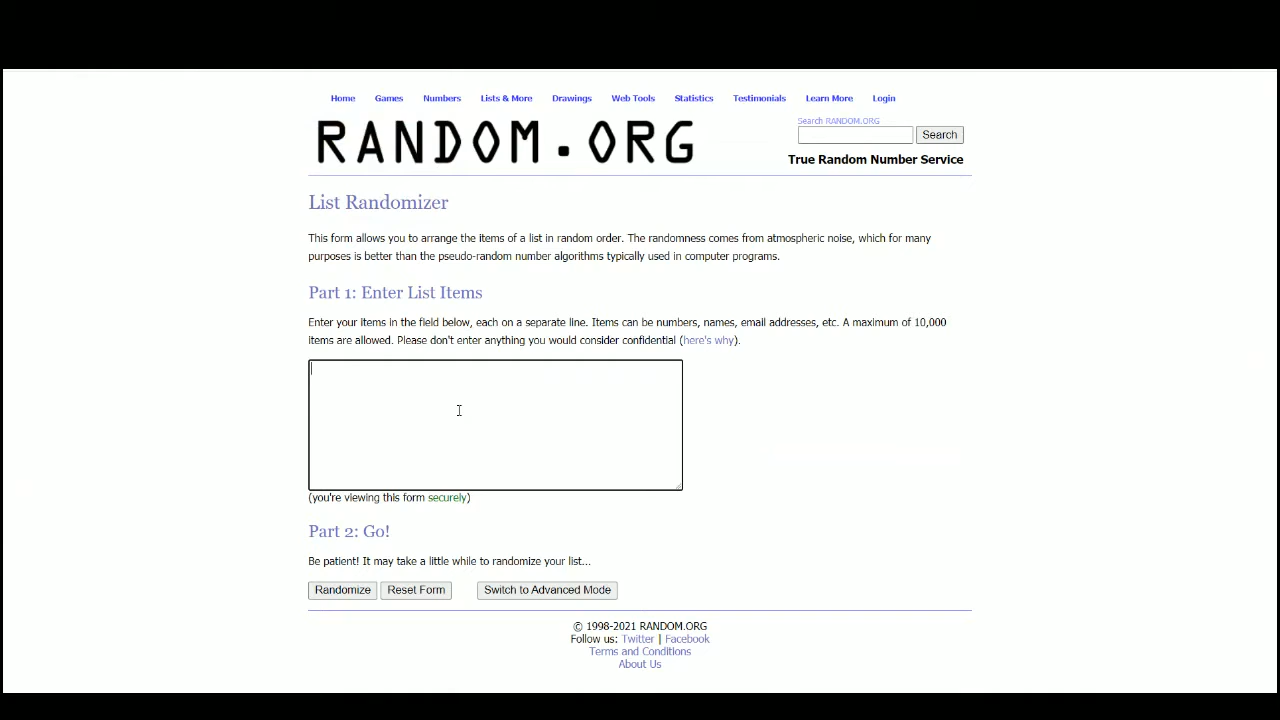 Home Games Numbers Lists & More Drawings Web Tools Statistics Testimonials Learn More Login
Search RANDOM.ORG
RANDOM.ORG
Search
True Random Number Service
List Randomizer
This form allows you to arrange the items of a list in random order. The randomness comes from atmospheric noise, which for many
purposes is better than the pseudo-random number algorithms typically used in computer programs.
Part 1: Enter List Items
Enter your items in the field below, each on a separate line. Items can be numbers, names, email addresses, etc. A maximum of 10,000
items are allowed. Please don't enter anything you would consider confidential (here's why).
(you're viewing this form securely)
Part 2: Go!
Be patient! It may take a little while to randomize your list...
Randomize Reset Form Switch to Advanced Mode
© 1998-2021 RANDOM.ORG
Follow us: Twitter | Facebook
Terms and Conditions
About Us